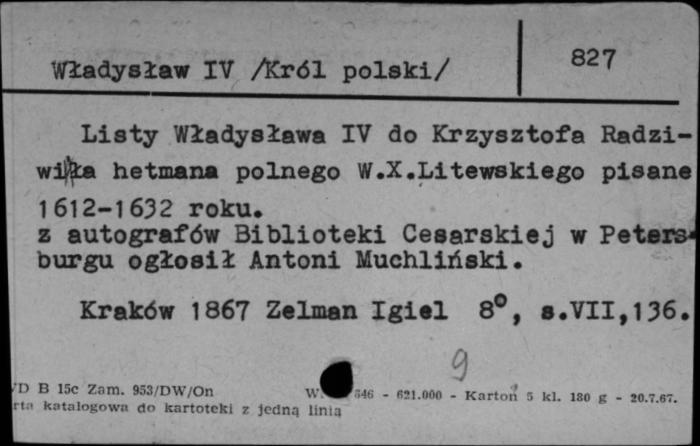 827
Władysław IV /Król polski/
Listy Władysława IV do Krzysztofa Radzi-
wiłła hetmana polnego W.X.Litewskiego pisane
1612-1632 roku.
z autografów Biblioteki Cesarskiej w Peters-
burgu ogłosił Antoni Muchliński.
Kraków 1867 Zelman Igiel 8⁰, s.VII,136.
9
D B 15c Zam. 953/DW/On W. 546 - 621.000 - Karton 5 kl. 180 g - 20.7.67.
rta katalogowa do kartoteki z jedną linią